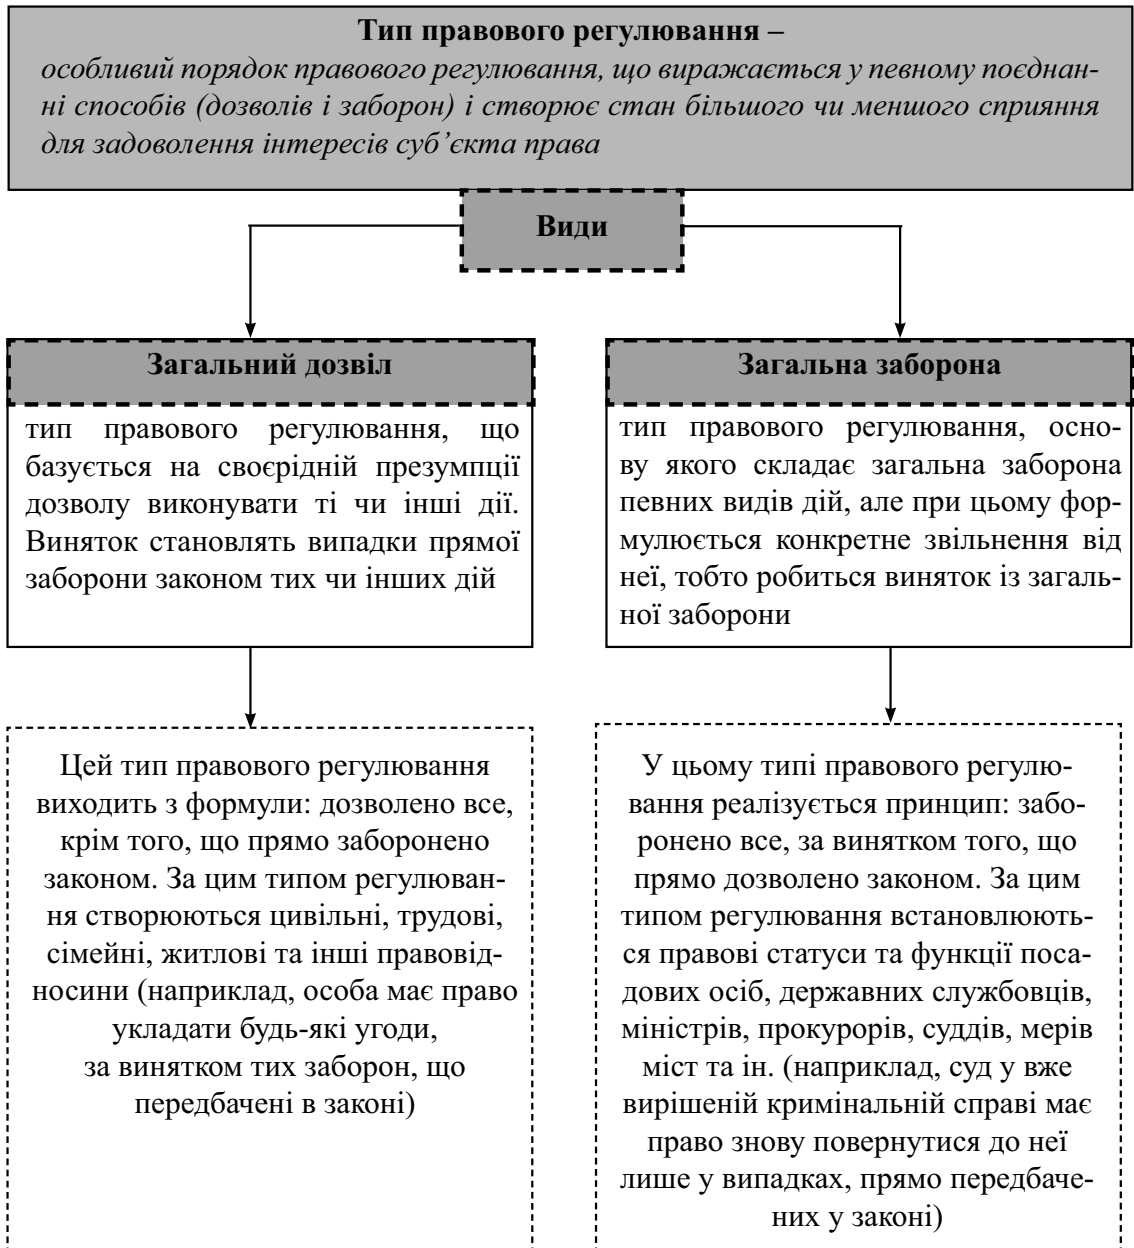 Тип правового регулювання –
особливий порядок правового регулювання, що виражається у певному поєднан-
ні способів (дозволів і заборон) і створює стан більшого чи меншого сприяння
для задоволення інтересів суб’єкта права
Види
Загальний дозвіл
тип правового регулювання, що
базується на своєрідній презумпції
дозволу виконувати ті чи інші дії.
Виняток становлять випадки прямої
заборони законом тих чи інших дій
Цей тип правового регулювання
виходить з формули: дозволено все,
крім того, що прямо заборонено
законом. За цим типом регулюван-
ня створюються цивільні, трудові,
сімейні, житлові та інші правовід-
носини (наприклад, особа має право
укладати будь-які угоди,
за винятком тих заборон, що
передбачені в законі)
Загальна заборона
тип правового регулювання, осно-
ву якого складає загальна заборона
певних видів дій, але при цьому фор-
мулюється конкретне звільнення від
неї, тобто робиться виняток із загаль-
ної заборони
У цьому типі правового регулю-
вання реалізується принцип: забо-
ронено все, за винятком того, що
прямо дозволено законом. За цим
типом регулювання встановлюють-
ся правові статуси та функції поса-
дових осіб, державних службовців,
міністрів, прокурорів, суддів, мерів
міст та ін. (наприклад, суд у вже
вирішеній кримінальній справі має
право знову повернутися до неї
лише у випадках, прямо передбаче-
них у законі)